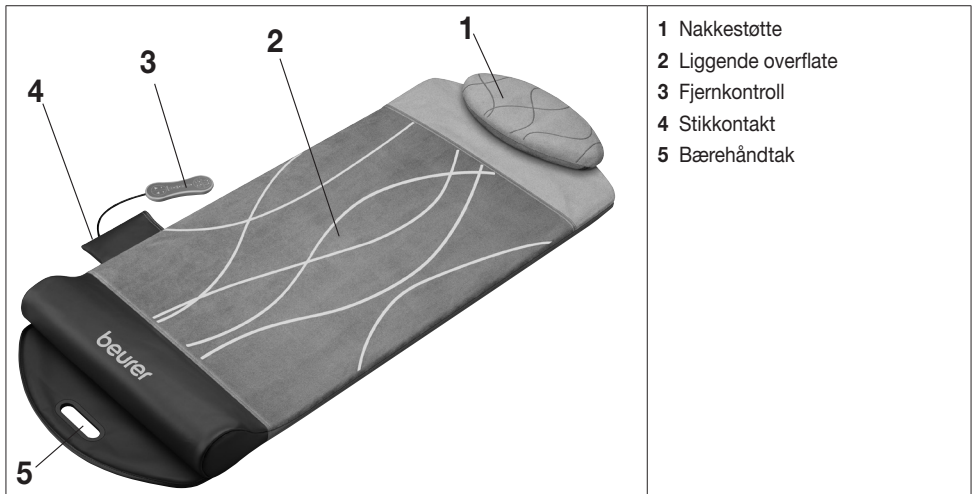 1
2
3
4
5
beurer
1 Nakkestøtte
2 Liggende overflate
3 Fjernkontroll
4 Stikkontakt
5 Bærehåndtak